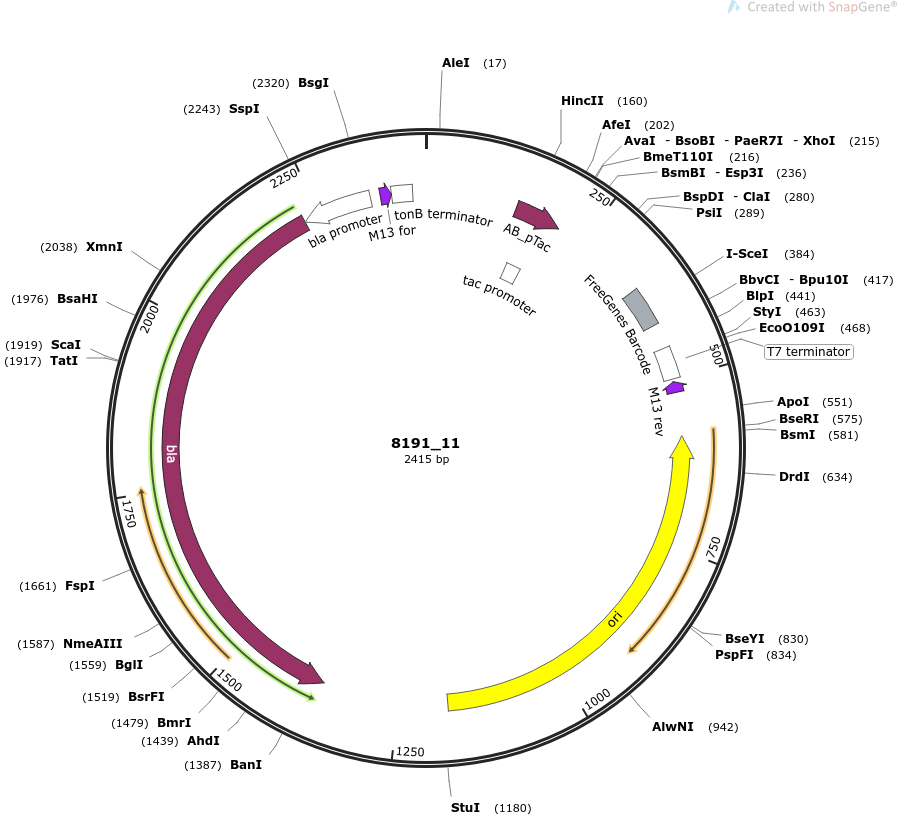 Created with SnapGene®
AleI (17)
(2320) BsgI
(2243) SspI
HincII (160)
AfeI (202)
AvaI - BsoBI - PaeR7I - XhoI (215)
BmeT110I (216)
BsmBI - Esp3I (236)
BspDI - ClaI (280)
PsiI (289)
I-SceI (384)
BbvCI - Bpu10I (417)
BlpI (441)
StyI (463)
EcoO109I (468)
T7 terminator
ApoI (551)
BseRI (575)
BsmI (581)
DrdI (634)
BseYI (830)
PspFI (834)
AlwNI (942)
StuI (1180)
(1387) BanI
(1439) AhdI
(1479) BmrI
(1519) BsrFI
(1559) BglI
(1587) NmeAIII
(1661) FspI
(1917) TatI
(1919) ScaI
(1976) BsaHI
(2038) XmnI
250
500
750
1000
1250
1500
1750
2000
2250
bla promoter
M13 for
tonB terminator
AB_pTac
tac promoter
FreeGenes Barcode
M13 rev
ori
bla
8191_11
2415 bp